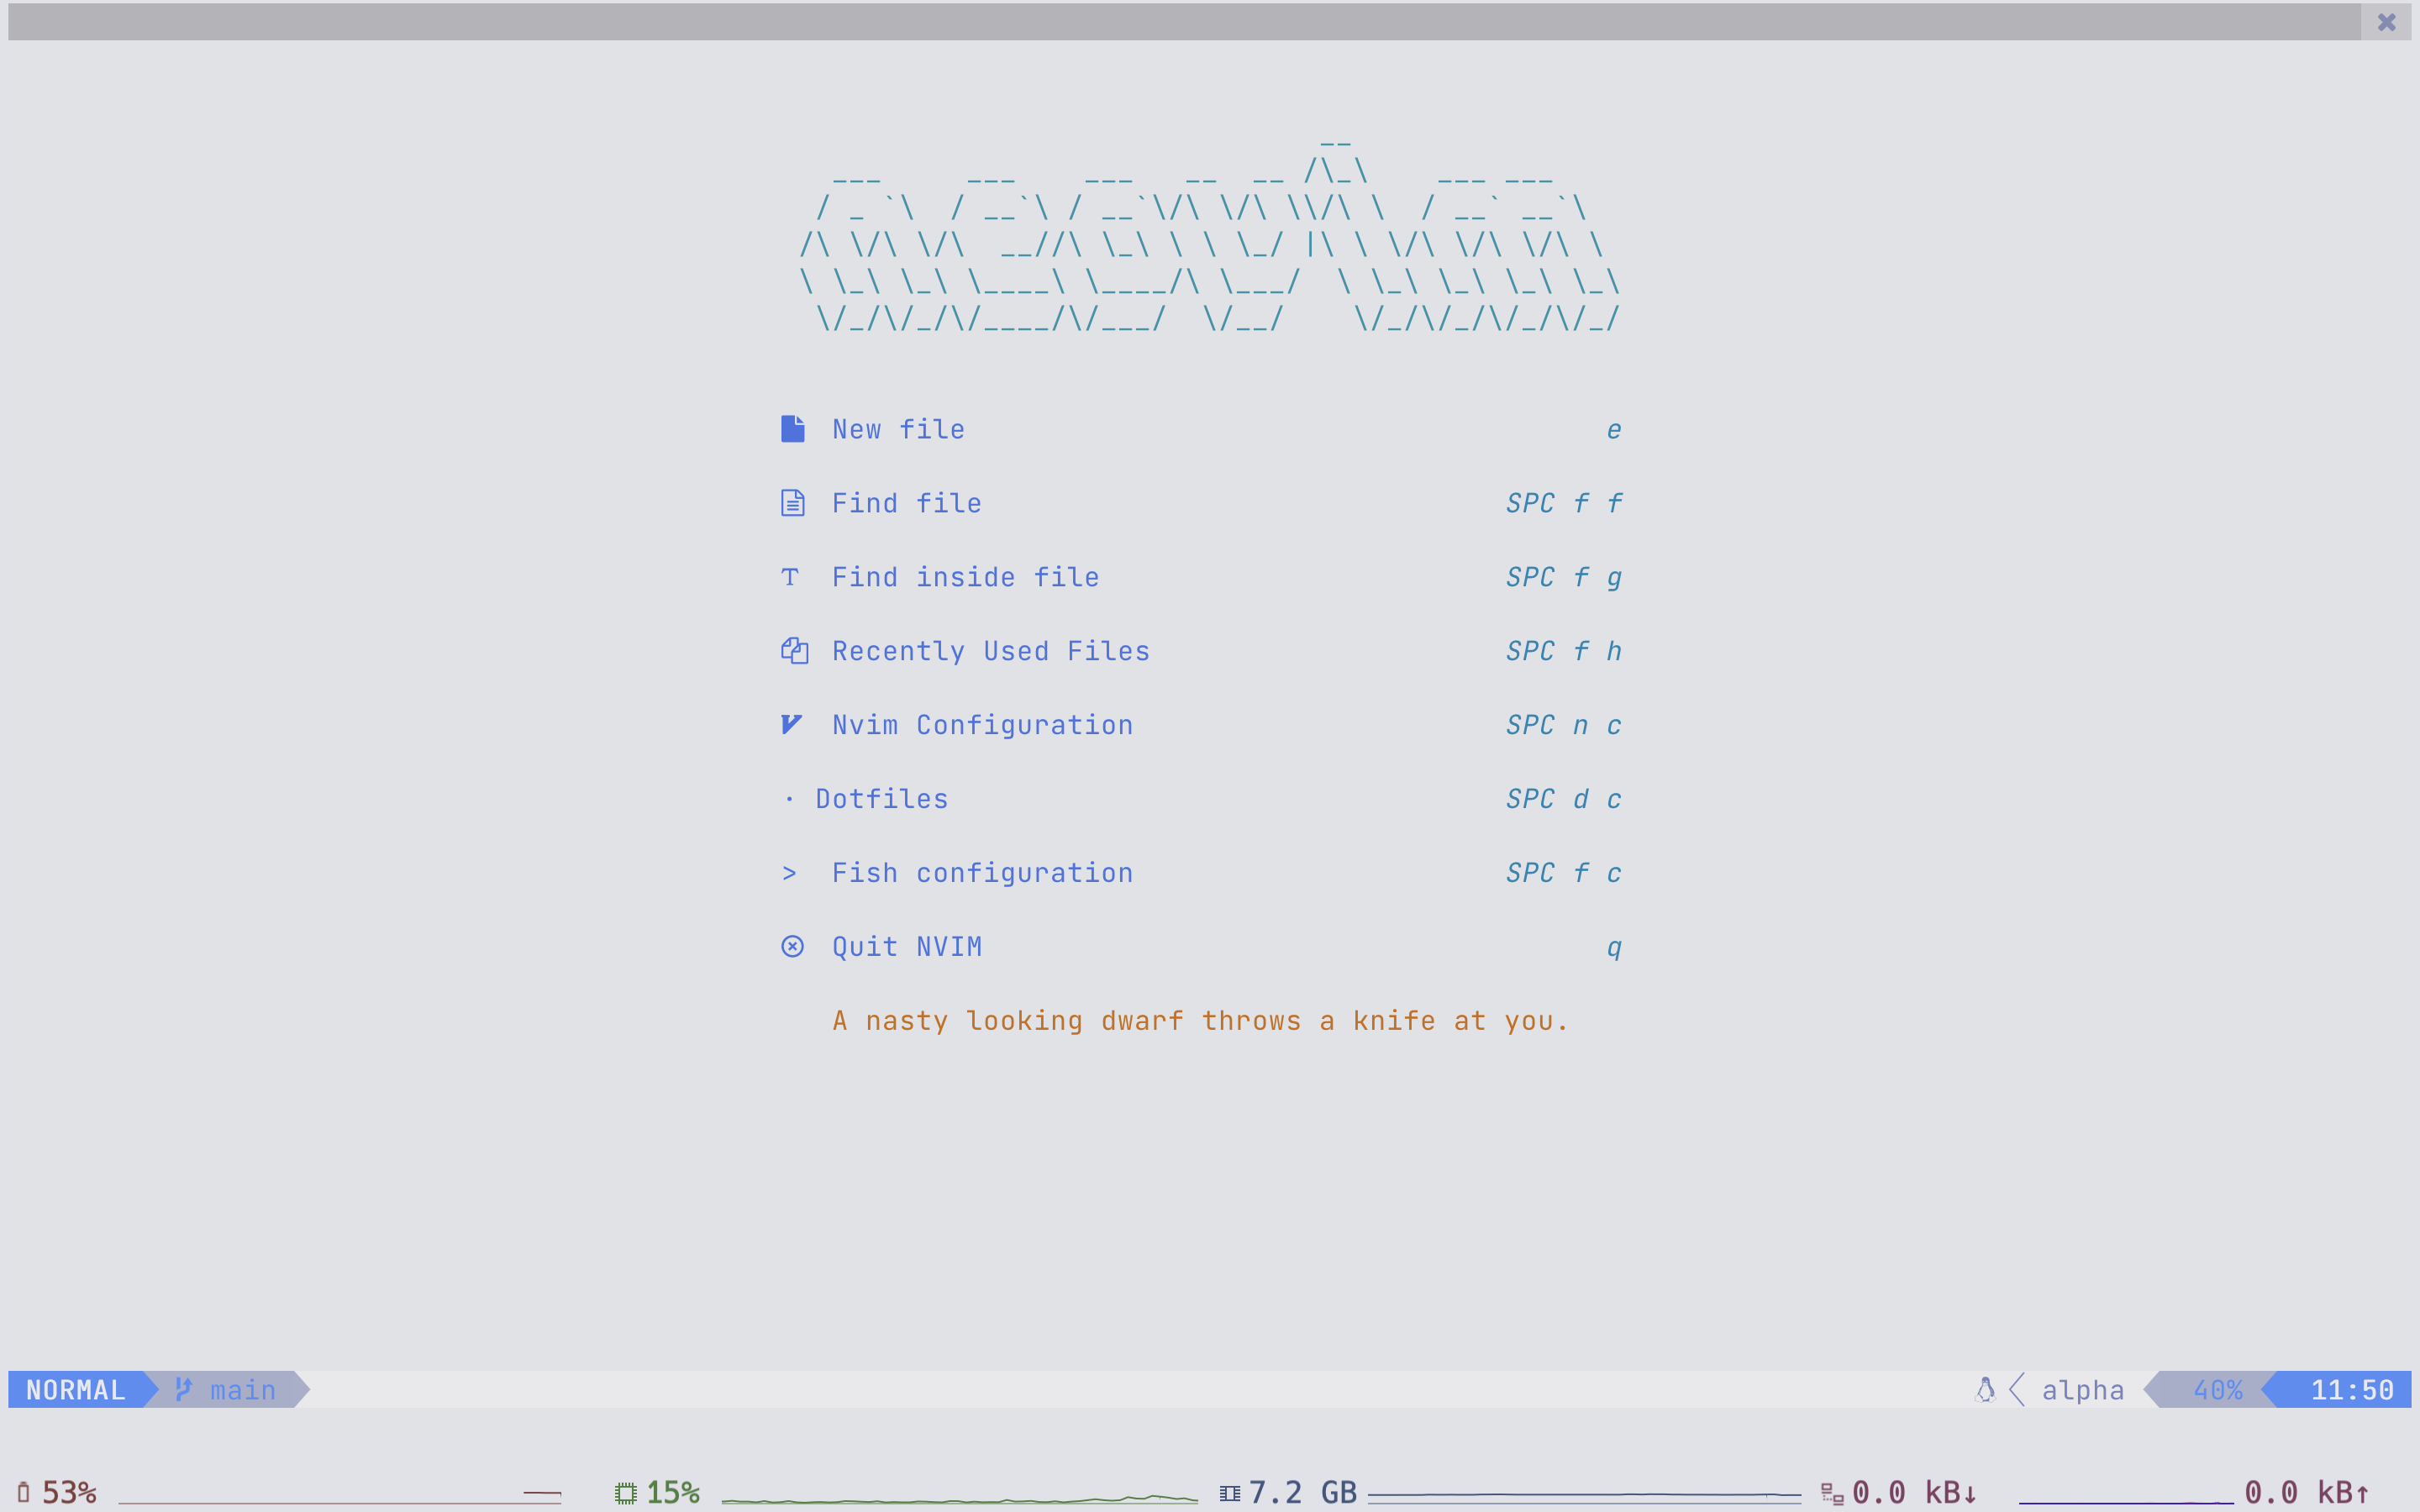 neovim
New file e
Find file SPC f f
T Find inside file SPC f g
Recently Used Files SPC f h
Nvim Configuration SPC n c
· Dotfiles SPC d c
> Fish configuration SPC f c
Quit NVIM q
A nasty looking dwarf throws a knife at you.
NORMAL main alpha 40% 11:50
53% 15% 7.2 GB 0.0 kB↓ 0.0 kB↑